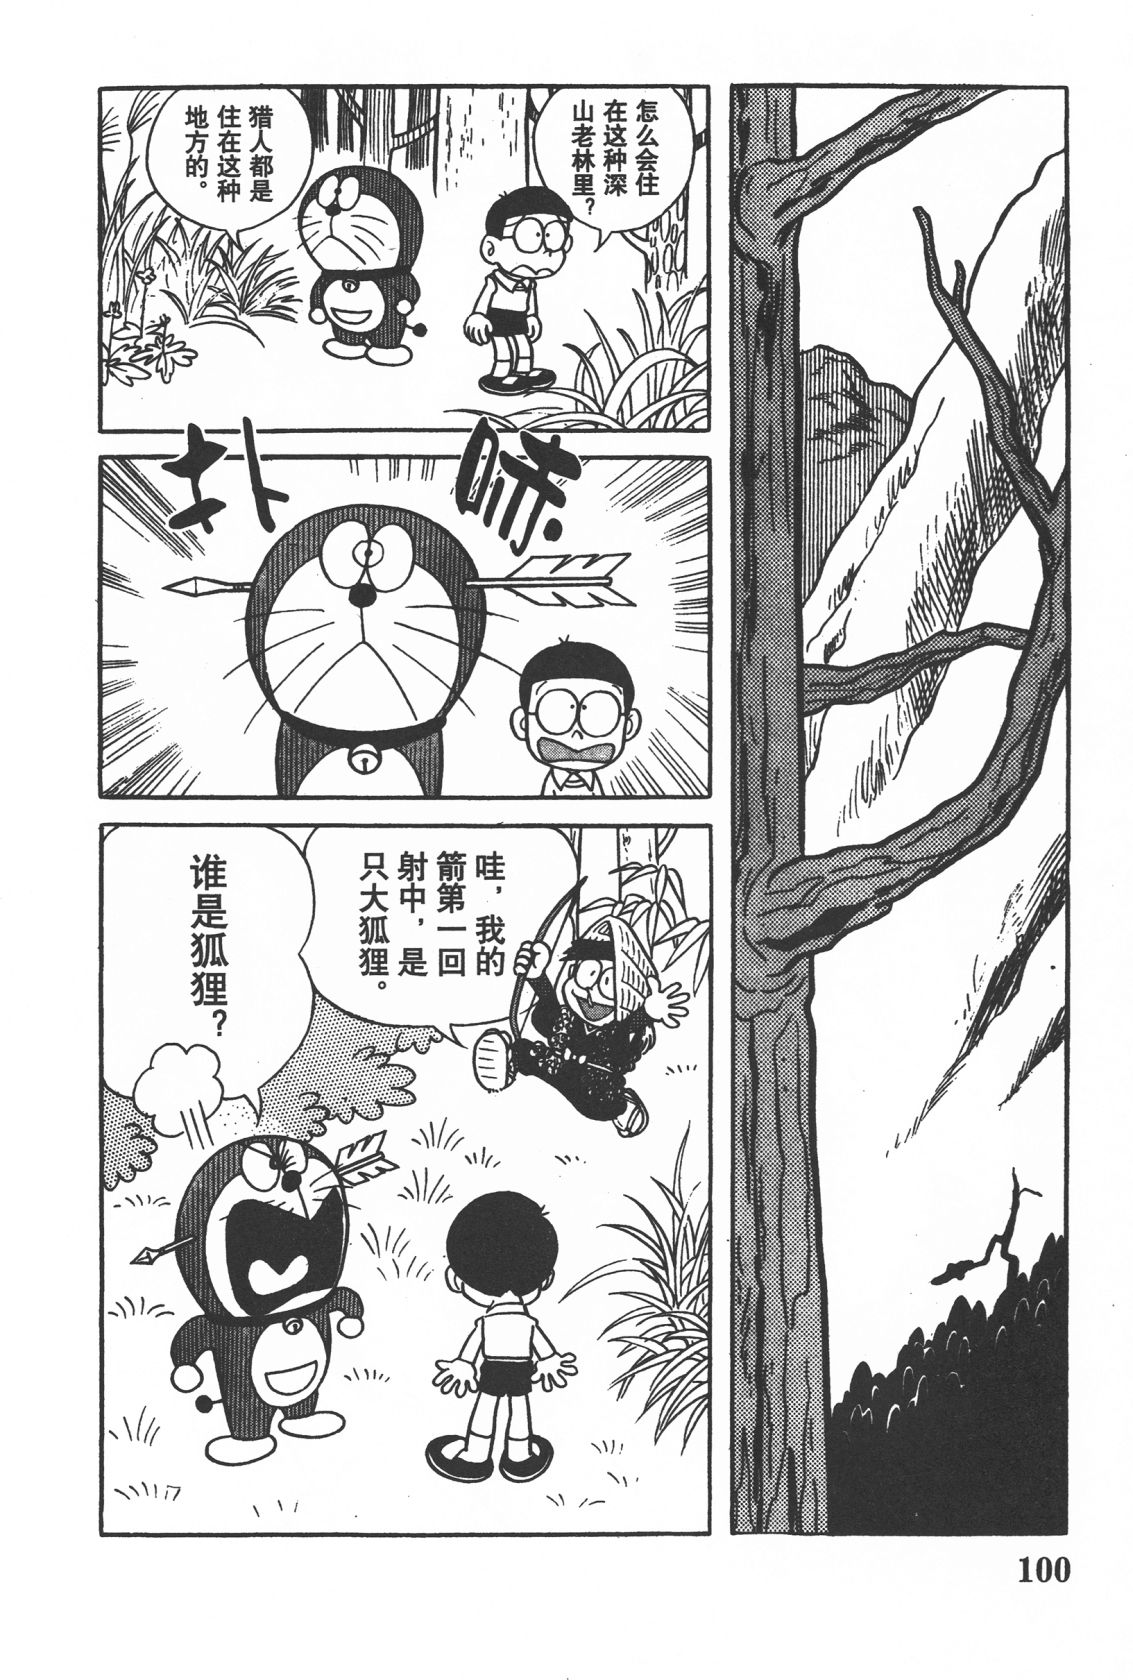 怎么会住
在这种深
山老林里？
猎人都是
住在这种
地方的。
哧
扑
哇，我的
箭第一回
射中，是
只大狐狸。
谁是狐狸？
100